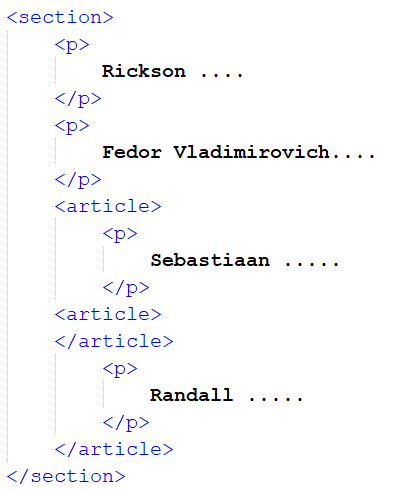 <section>
<p>
Rickson ....
</p>
<p>
Fedor Vladimirovich....
</p>
<article>
<p>
Sebastiaan .....
</p>
<article>
</article>
<p>
Randall .....
</p>
</article>
</section>